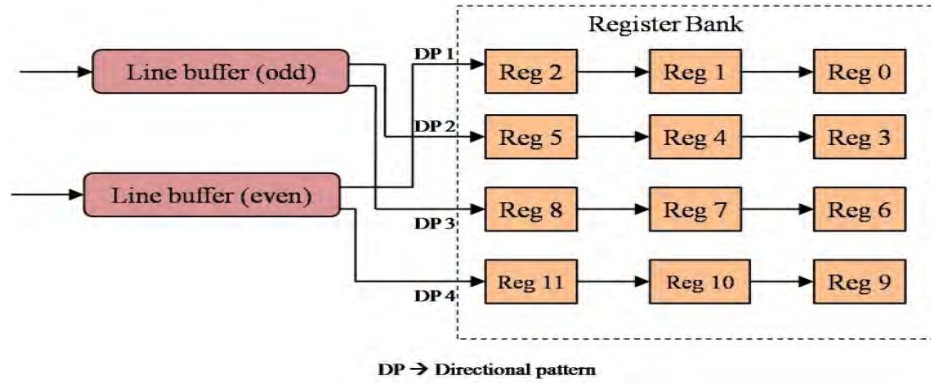 Register Bank
Line buffer (odd)
DP 1
Reg 2
Reg 1
Reg 0
DP 2
Reg 5
Reg 4
Reg 3
Line buffer (even)
DP 3
Reg 8
Reg 7
Reg 6
DP 4
Reg 11
Reg 10
Reg 9
DP → Directional pattern